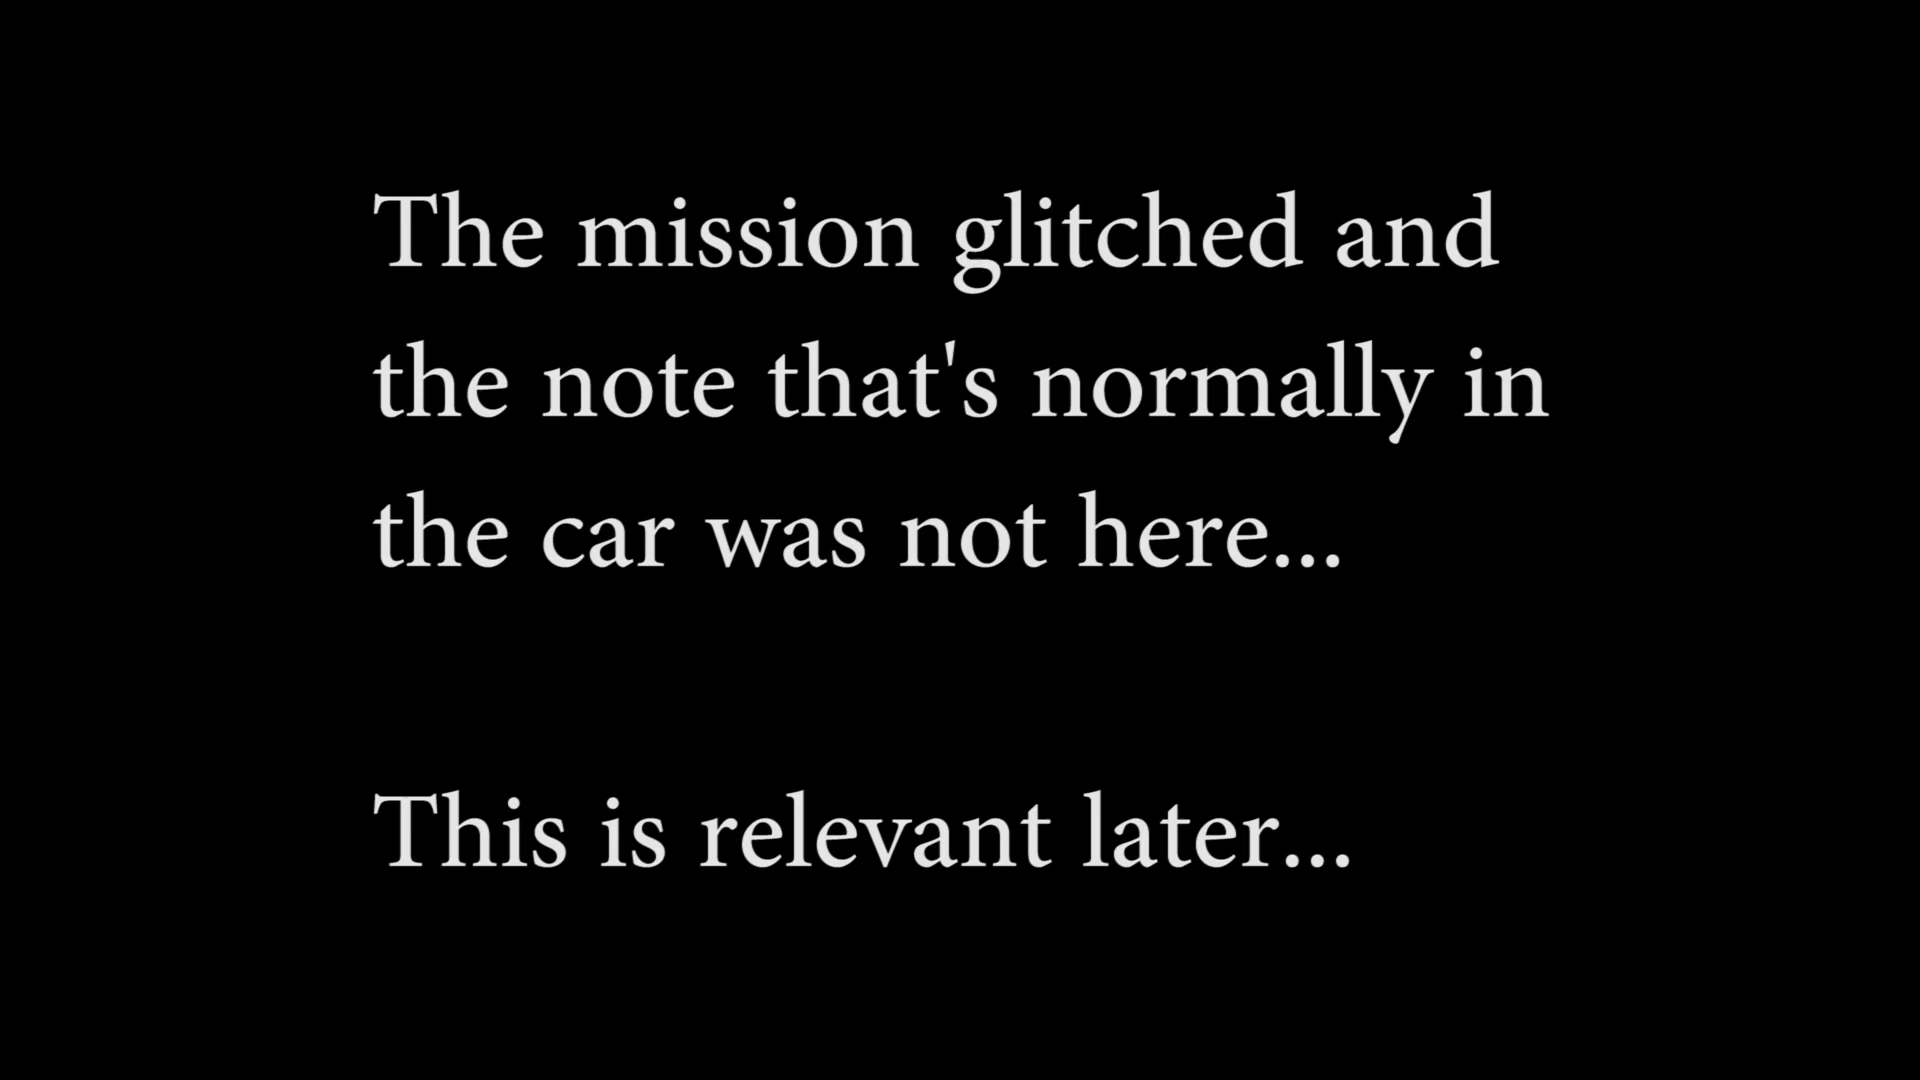 The mission glitched and
the note that's normally in
the car was not here...
This is relevant later...